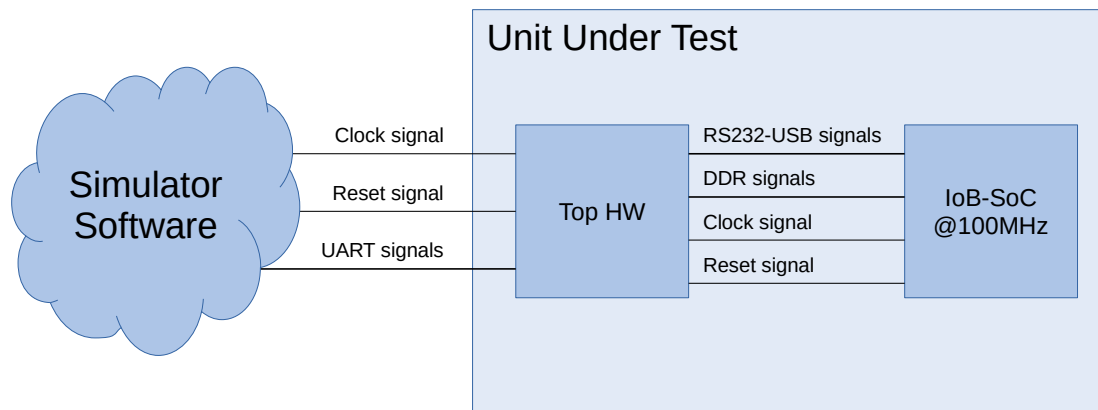 Unit Under Test
Simulator
Software
Clock signal
Reset signal
UART signals
Top HW
RS232-USB signals
DDR signals
Clock signal
Reset signal
IoB-SoC
@100MHz